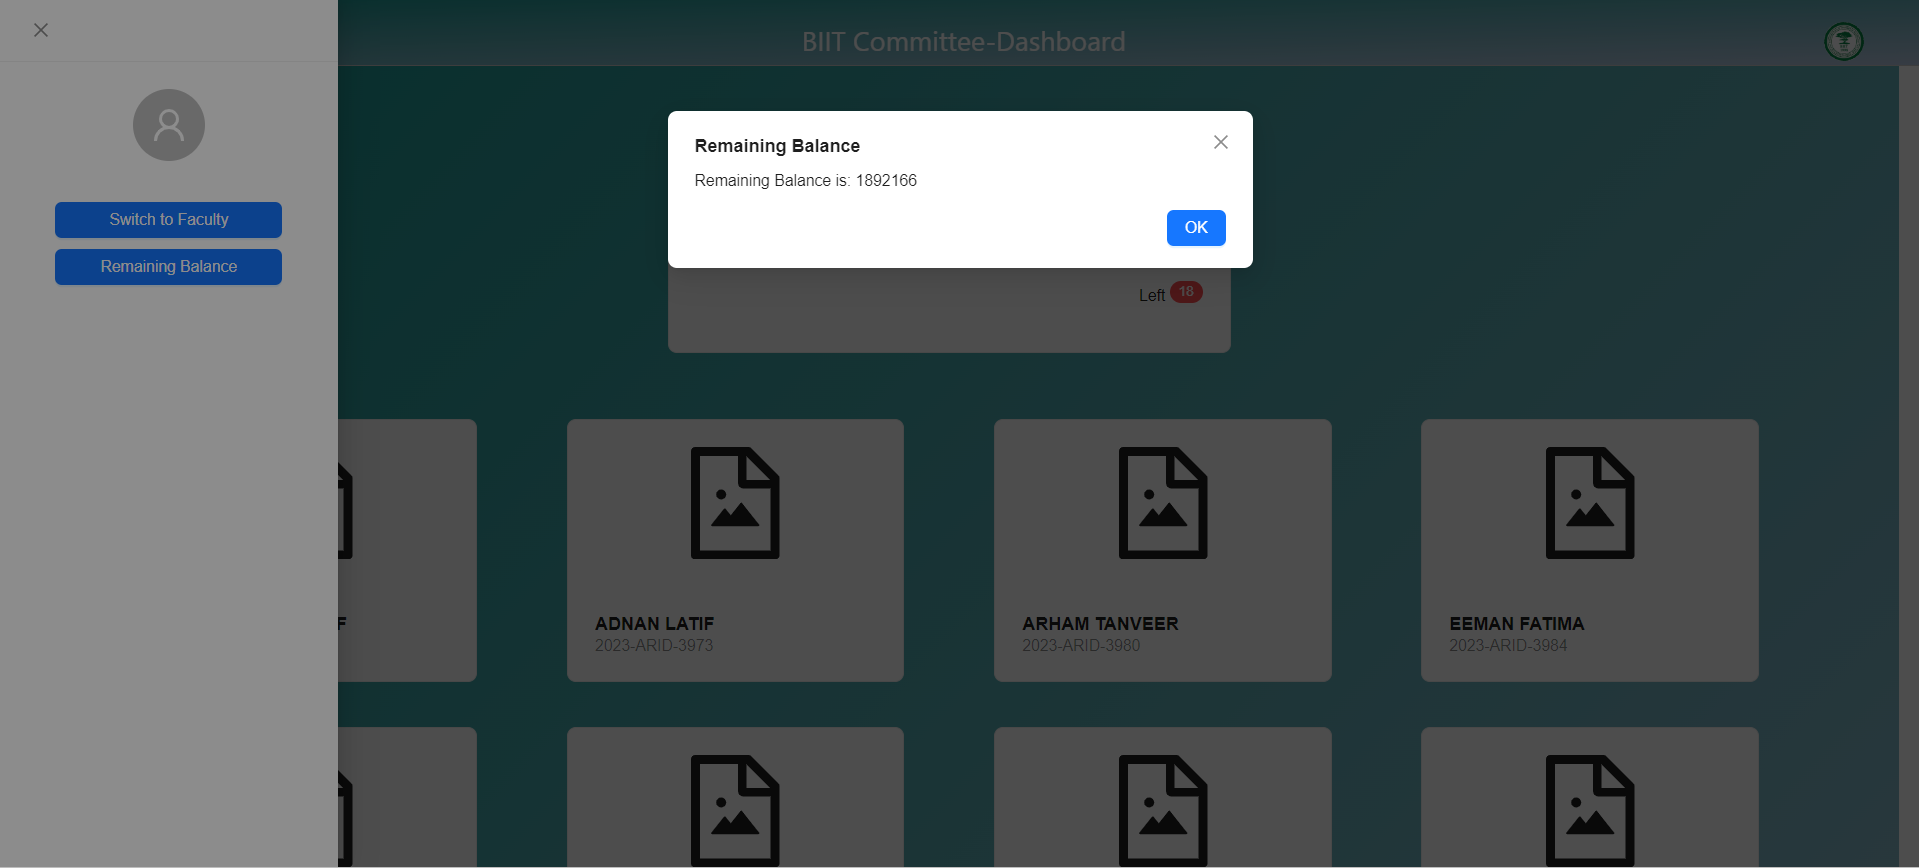 BIIT Committee-Dashboard
Switch to Faculty
Remaining Balance
Remaining Balance
Remaining Balance is: 1892166
OK
Left 18
F
ADNAN LATIF
2023-ARID-3973
ARHAM TANVEER
2023-ARID-3980
EEMAN FATIMA
2023-ARID-3984